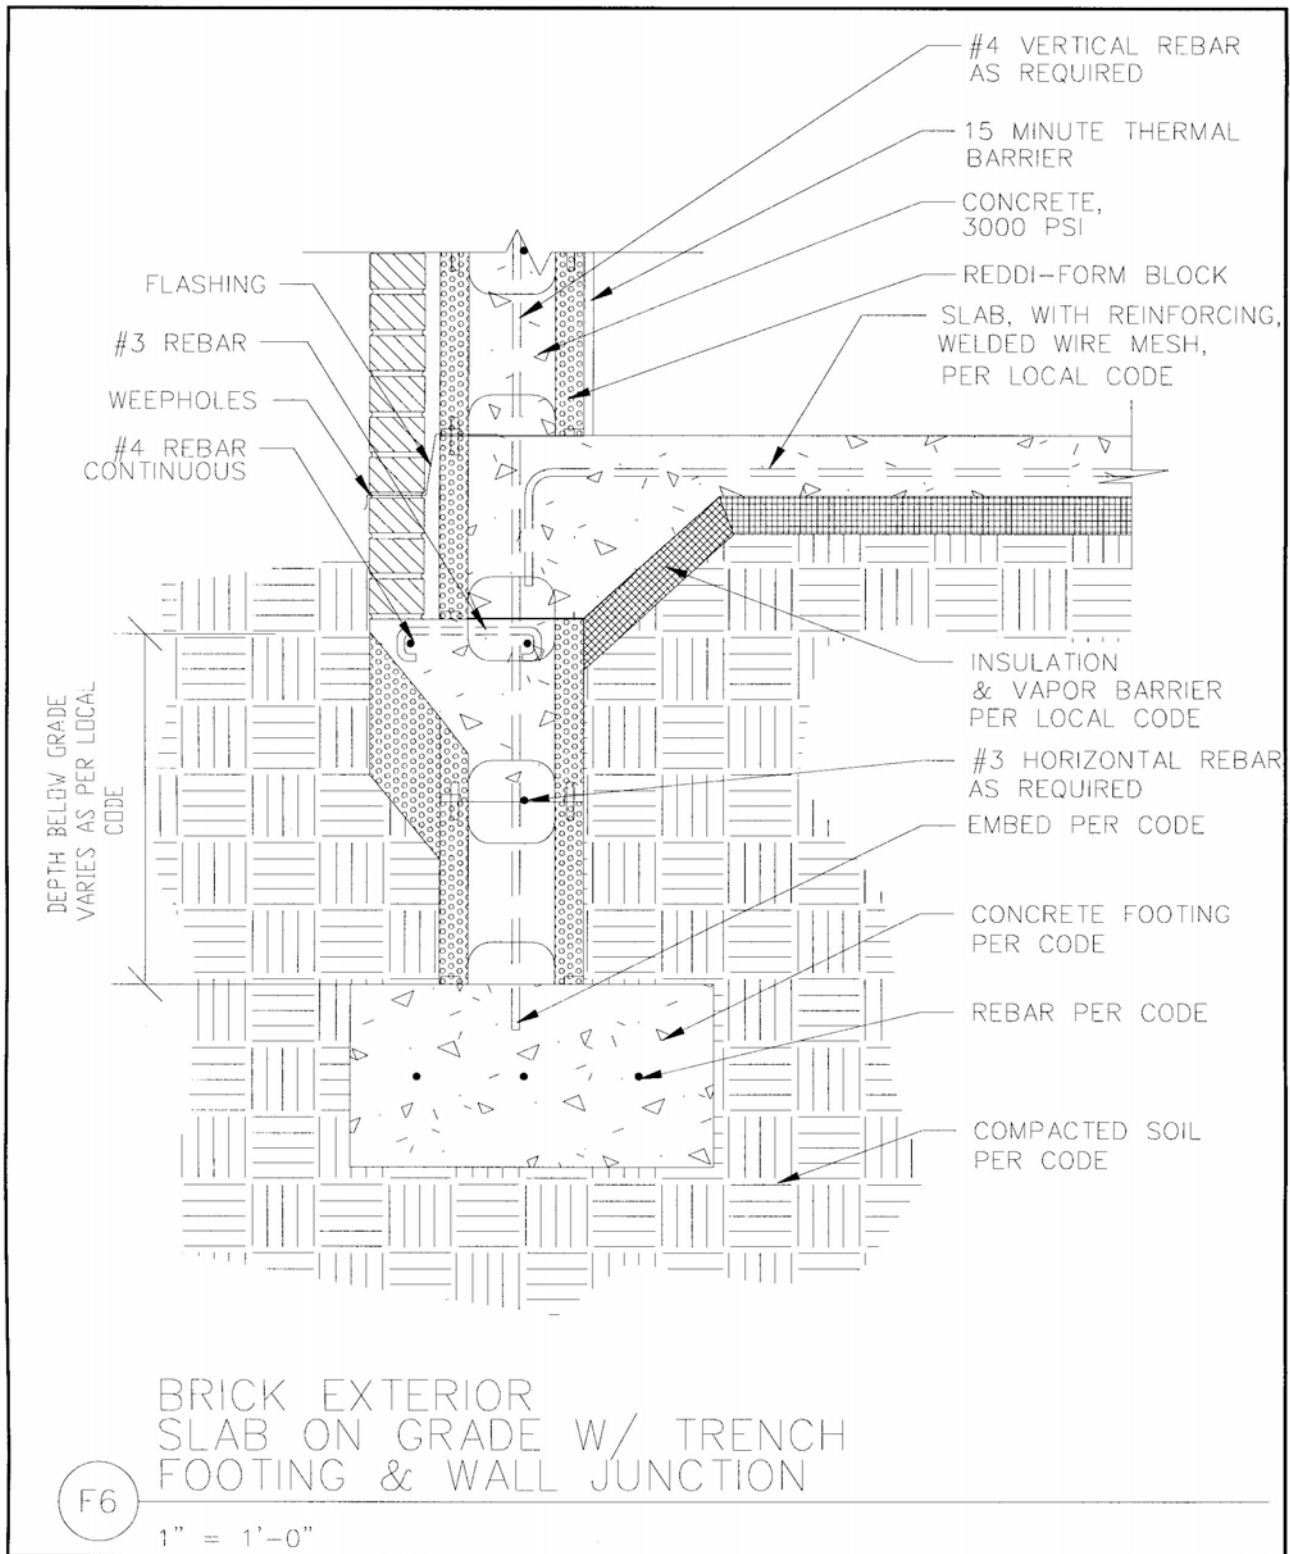 #4 VERTICAL REBAR
AS REQUIRED
15 MINUTE THERMAL
BARRIER
CONCRETE,
3000 PSI
REDDI-FORM BLOCK
SLAB, WITH REINFORCING,
WELDED WIRE MESH,
PER LOCAL CODE
FLASHING
#3 REBAR
WEEPHOLES
#4 REBAR
CONTINUOUS
DEPTH BELOW GRADE
VARIES AS PER LOCAL
CODE
INSULATION
& VAPOR BARRIER
PER LOCAL CODE
#3 HORIZONTAL REBAR
AS REQUIRED
EMBED PER CODE
CONCRETE FOOTING
PER CODE
REBAR PER CODE
COMPACTED SOIL
PER CODE
BRICK EXTERIOR
SLAB ON GRADE W/ TRENCH
FOOTING & WALL JUNCTION
F6
1" = 1'-0"